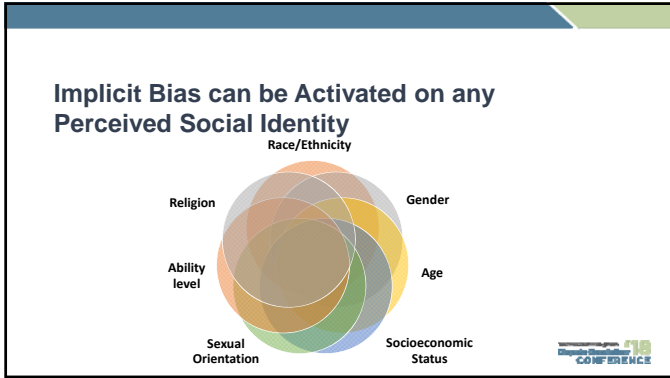 Implicit Bias can be Activated on any
Perceived Social Identity
Race/Ethnicity
Religion
Gender
Ability
level
Age
Sexual
Orientation
Socioeconomic
Status
'18
CONFERENCE